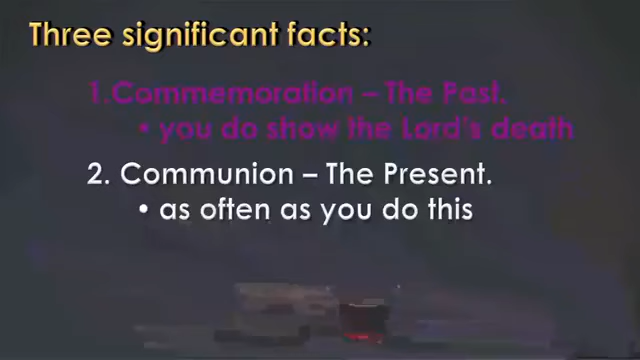 Three significant facts:
1.Commemoration – The Past.
• you do show the Lord's death
2. Communion – The Present.
• as often as you do this